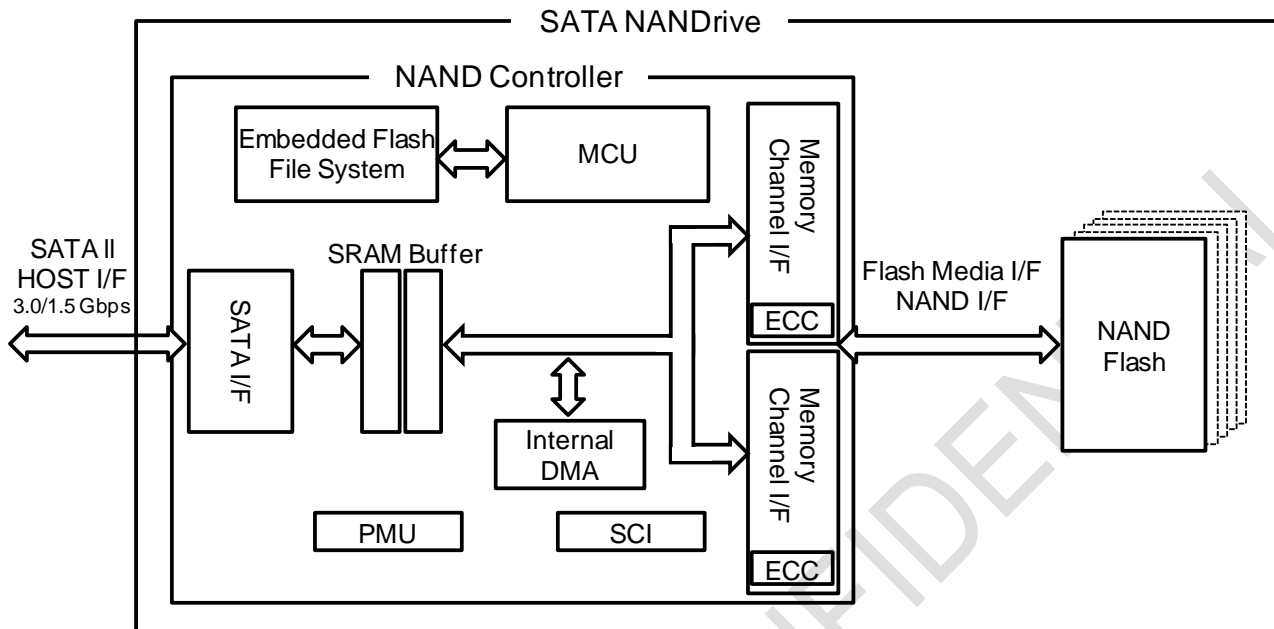 SATA NANDrive
NAND Controller
Embedded Flash
File System
MCU
Memory
Channel I/F
ECC
SATA II
HOST I/F
3.0/1.5 Gbps
SATA I/F
SRAM Buffer
Internal
DMA
Memory
Channel I/F
ECC
PMU
SCI
Flash Media I/F
NAND I/F
NAND
Flash